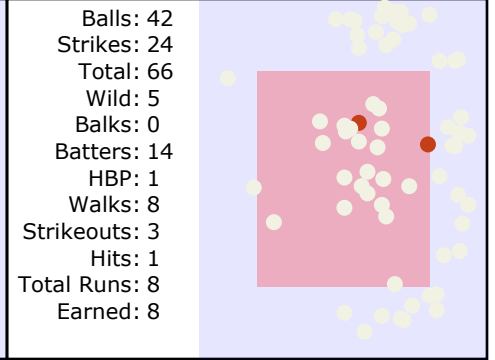 Balls: 42
Strikes: 24
Total: 66
Wild: 5
Balks: 0
Batters: 14
HBP: 1
Walks: 8
Strikeouts: 3
Hits: 1
Total Runs: 8
Earned: 8